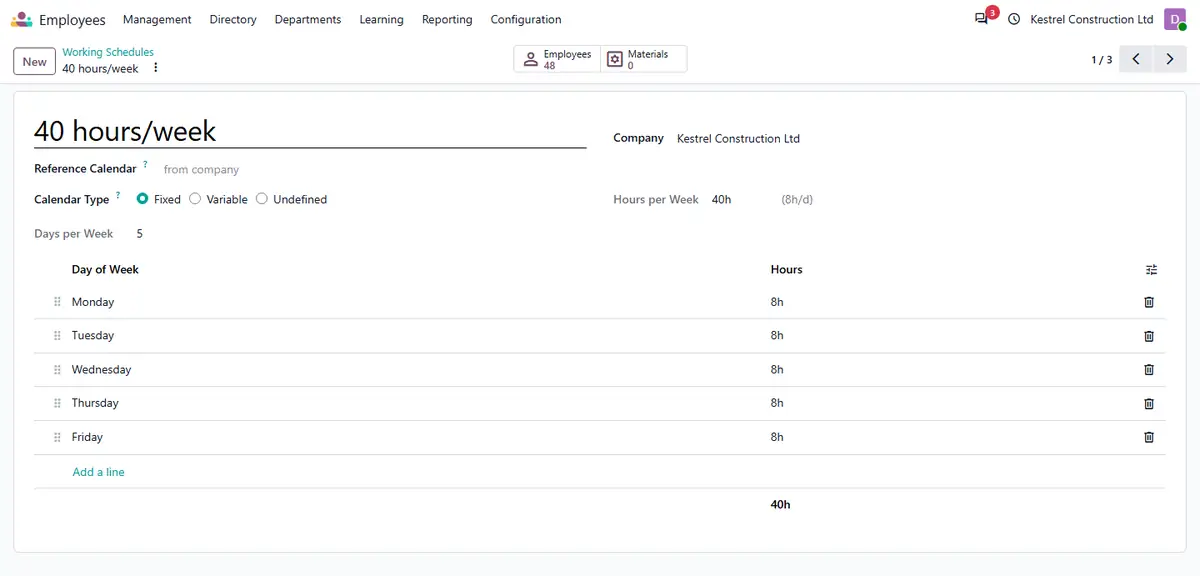 Employees Management Directory Departments Learning Reporting Configuration 3 Kestrel Construction Ltd D
New Working Schedules Employees 48 Materials 0 1 / 3
40 hours/week
40 hours/week Company Kestrel Construction Ltd
Reference Calendar ? from company
Calendar Type ? Fixed Variable Undefined Hours per Week 40h (8h/d)
Days per Week 5
Day of Week Hours
Monday 8h
Tuesday 8h
Wednesday 8h
Thursday 8h
Friday 8h
Add a line
40h